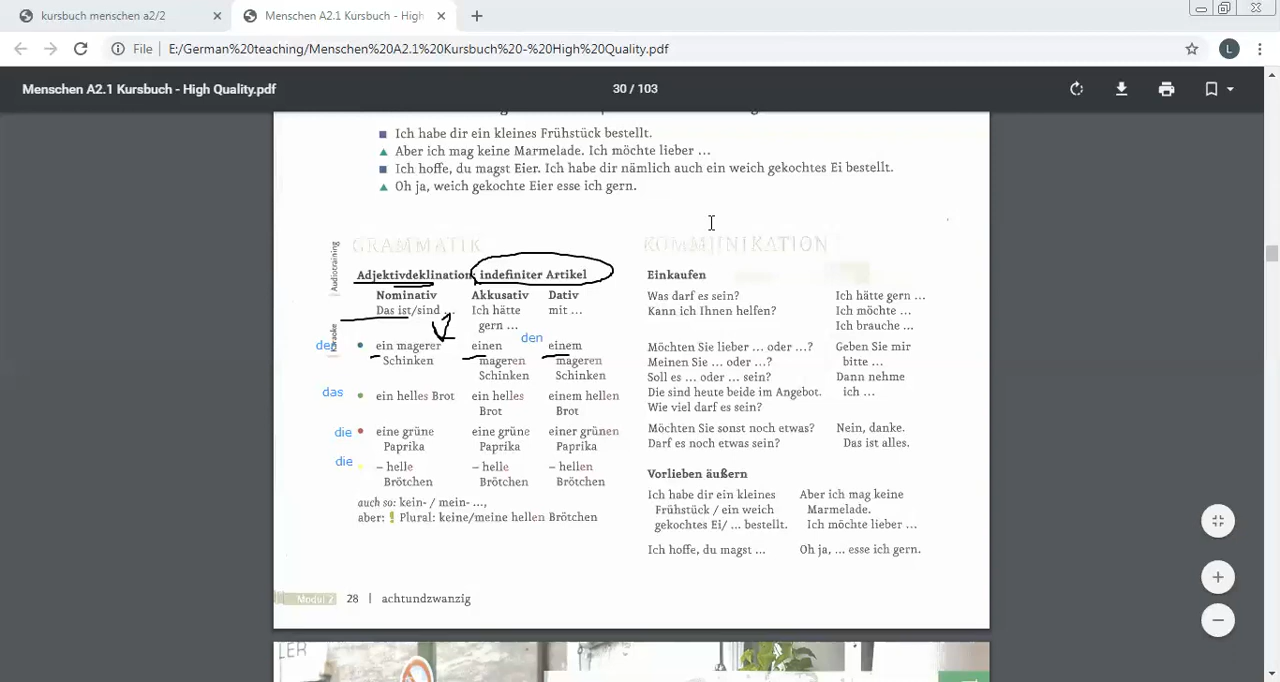 kursbuch menschen a2/2
Menschen A2.1 Kursbuch - High
File
E:/German%20teaching/Menschen%20A2.1%20Kursbuch%20-%20High%20Quality.pdf
L
Menschen A2.1 Kursbuch - High Quality.pdf
30 / 103
Ich habe dir ein kleines Frühstück bestellt.
Aber ich mag keine Marmelade. Ich möchte lieber ...
Ich hoffe, du magst Eier. Ich habe dir nämlich auch ein weich gekochtes Ei bestellt.
Oh ja, weich gekochte Eier esse ich gern.
Audiotraining
Karaoke
GRAMMATIK
Adjektivdeklination indefiniter Artikel
Nominativ Akkusativ Dativ
Das ist/sind ... Ich hätte mit ...
gern ...
den
ein magerer einen einem
Schinken mageren mageren
Schinken Schinken
das ein helles Brot ein helles einem hellen
Brot Brot
die eine grüne eine grüne einer grünen
Paprika Paprika Paprika
die – helle – helle – hellen
Brötchen Brötchen Brötchen
auch so: kein- / mein- ...,
aber: ! Plural: keine/meine hellen Brötchen
KOMMUNIKATION
Einkaufen
Was darf es sein? Ich hätte gern ...
Kann ich Ihnen helfen? Ich möchte ...
Ich brauche ...
Möchten Sie lieber ... oder ...? Geben Sie mir
Meinen Sie ... oder ...? bitte ...
Soll es ... oder ... sein? Dann nehme
Die sind heute beide im Angebot. ich ...
Wie viel darf es sein?
Möchten Sie sonst noch etwas? Nein, danke.
Darf es noch etwas sein? Das ist alles.
Vorlieben äußern
Ich habe dir ein kleines Aber ich mag keine
Frühstück / ein weich Marmelade.
gekochtes Ei/ ... bestellt. Ich möchte lieber ...
Ich hoffe, du magst ... Oh ja, ... esse ich gern.
Modul 2 28 | achtundzwanzig
LER